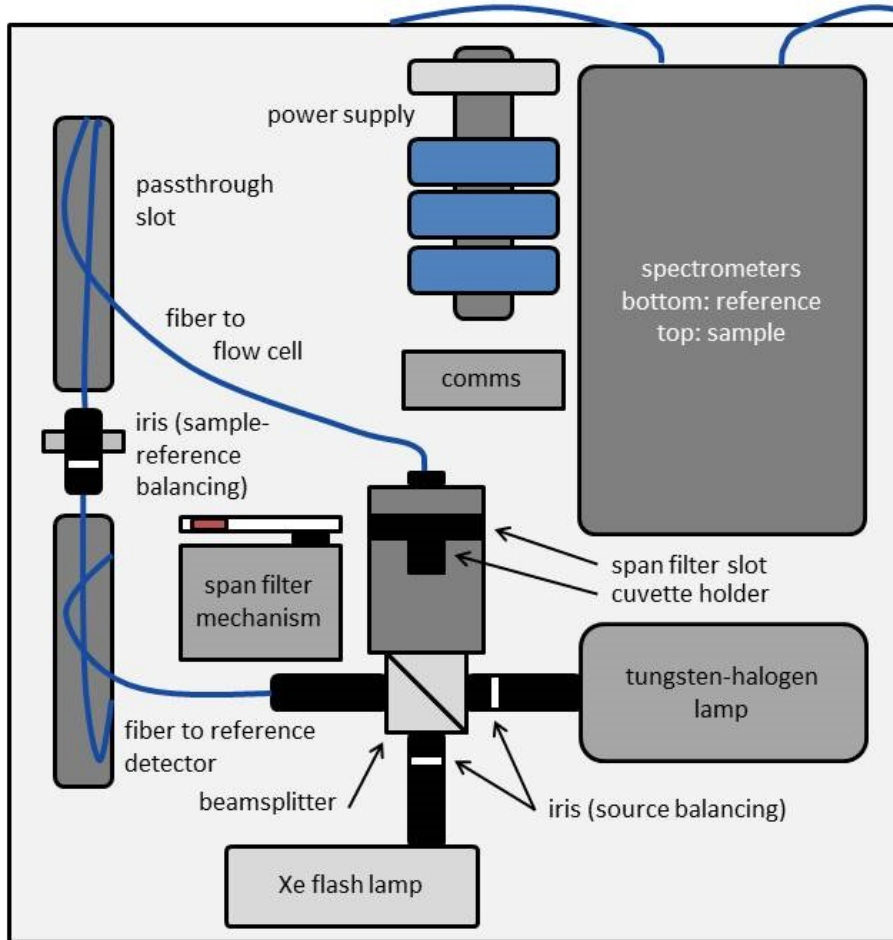 power supply
passthrough
slot
spectrometers
bottom: reference
top: sample
fiber to
flow cell
comms
iris (sample-
reference
balancing)
span filter
mechanism
span filter slot
cuvette holder
tungsten-halogen
lamp
fiber to reference
detector
beamsplitter
iris (source balancing)
Xe flash lamp